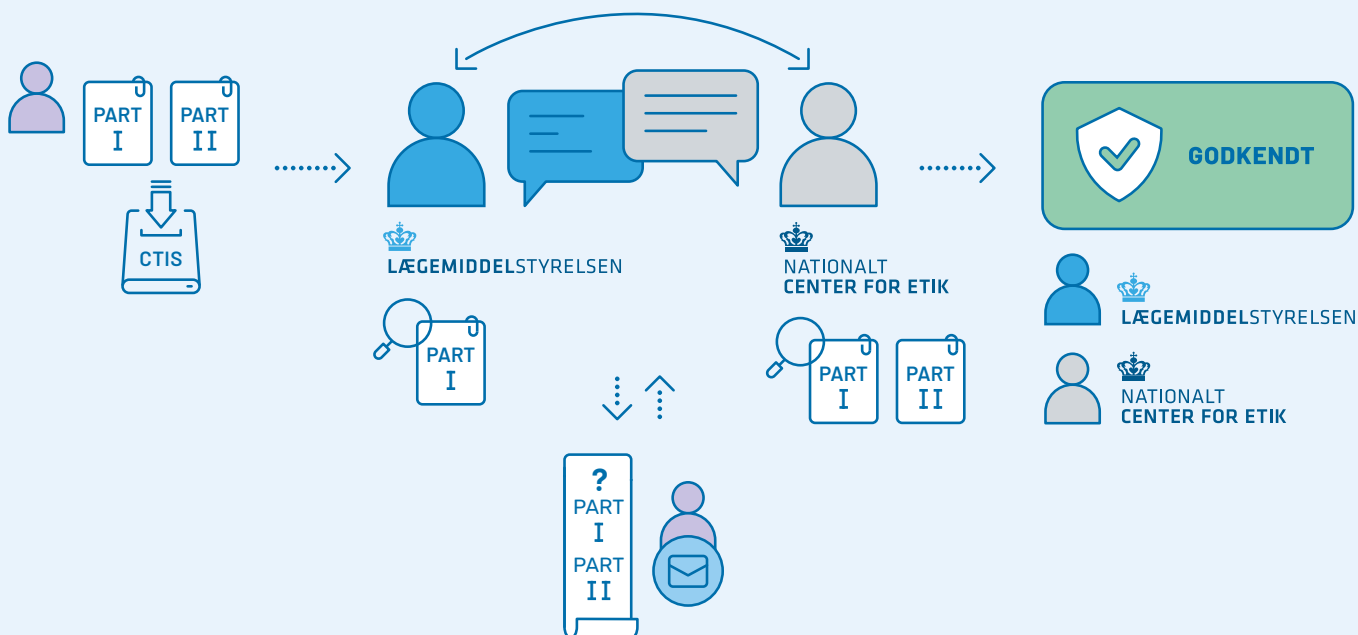 PART
I
PART
II
CTIS
LÆGEMIDDELSTYRELSEN
PART
I
NATIONALT
CENTER FOR ETIK
PART
I
PART
II
?
PART
I
PART
II
GODKENDT
LÆGEMIDDELSTYRELSEN
NATIONALT
CENTER FOR ETIK